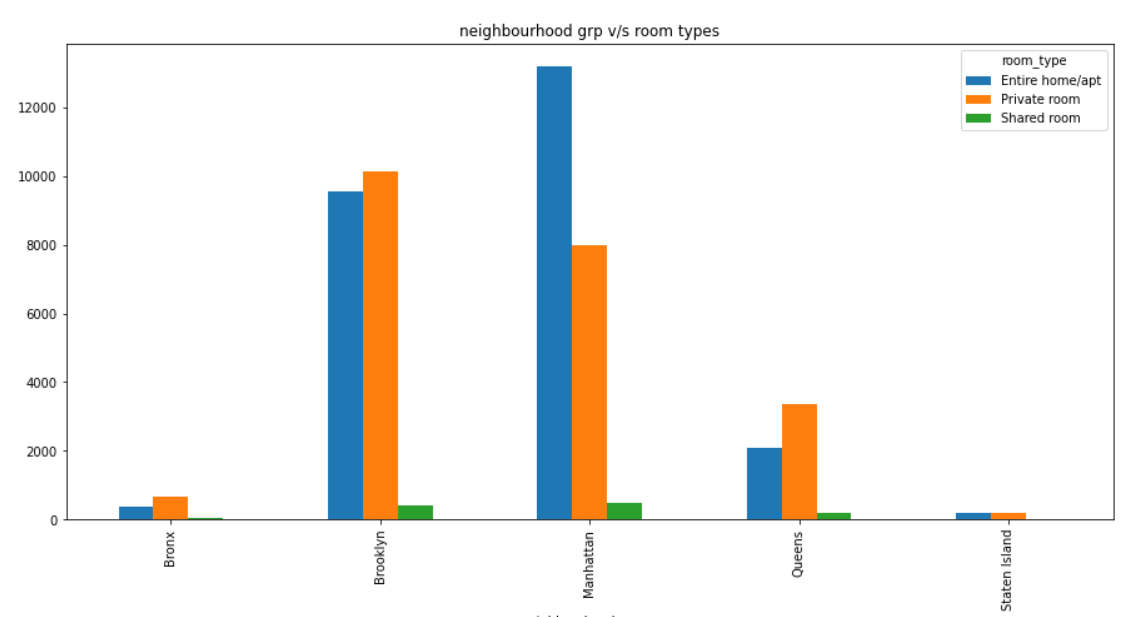 neighbourhood grp v/s room types
room_type
Entire home/apt
Private room
Shared room
12000
10000
8000
6000
4000
2000
0
Bronx
Brooklyn
Manhattan
Queens
Staten Island